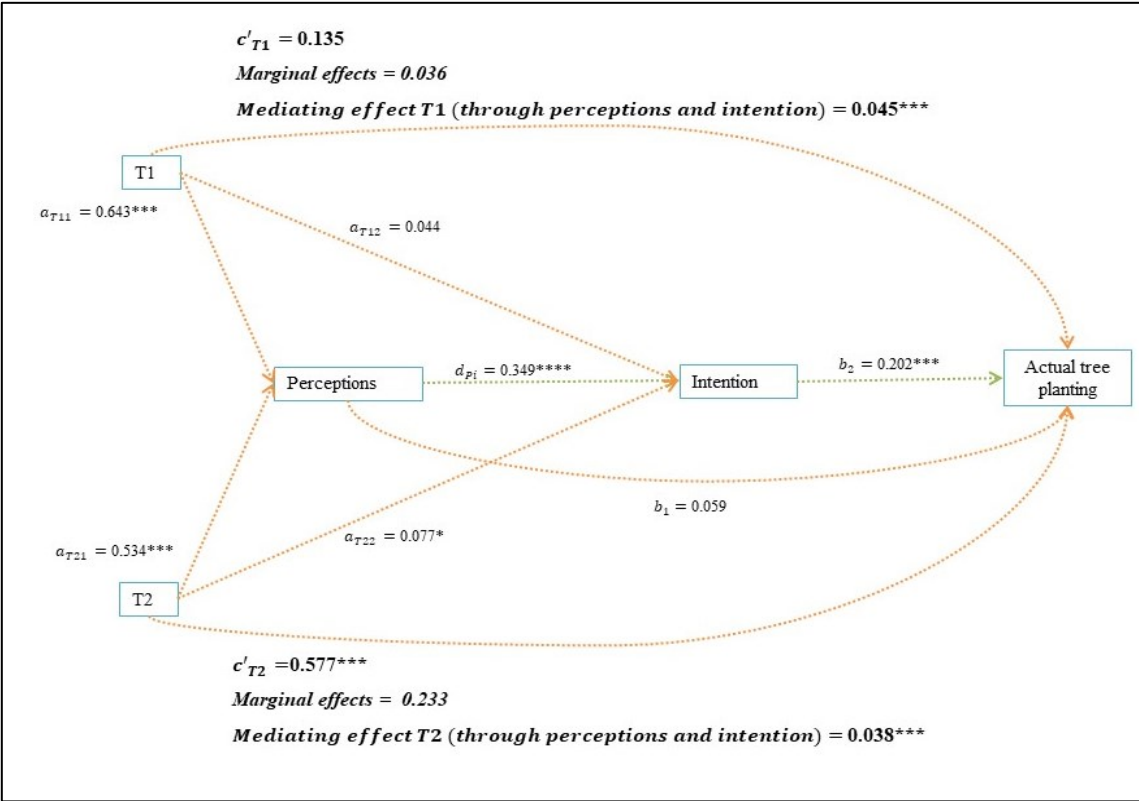 c'T1 = 0.135
Marginal effects = 0.036
Mediating effect T1 (through perceptions and intention) = 0.045***
T1
aT11 = 0.643***
aT12 = 0.044
Perceptions
dPi = 0.349****
Intention
b2 = 0.202***
Actual tree
planting
b1 = 0.059
aT22 = 0.077*
aT21 = 0.534***
T2
c'T2 =0.577***
Marginal effects = 0.233
Mediating effect T2 (through perceptions and intention) = 0.038***